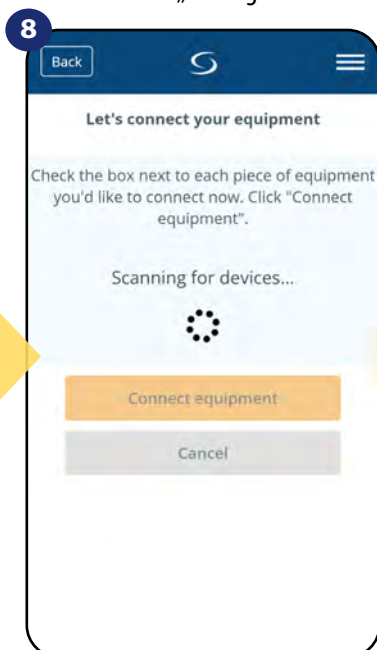 8
Back
Let's connect your equipment
Check the box next to each piece of equipment
you'd like to connect now. Click "Connect
equipment".
Scanning for devices...
Connect equipment
Cancel